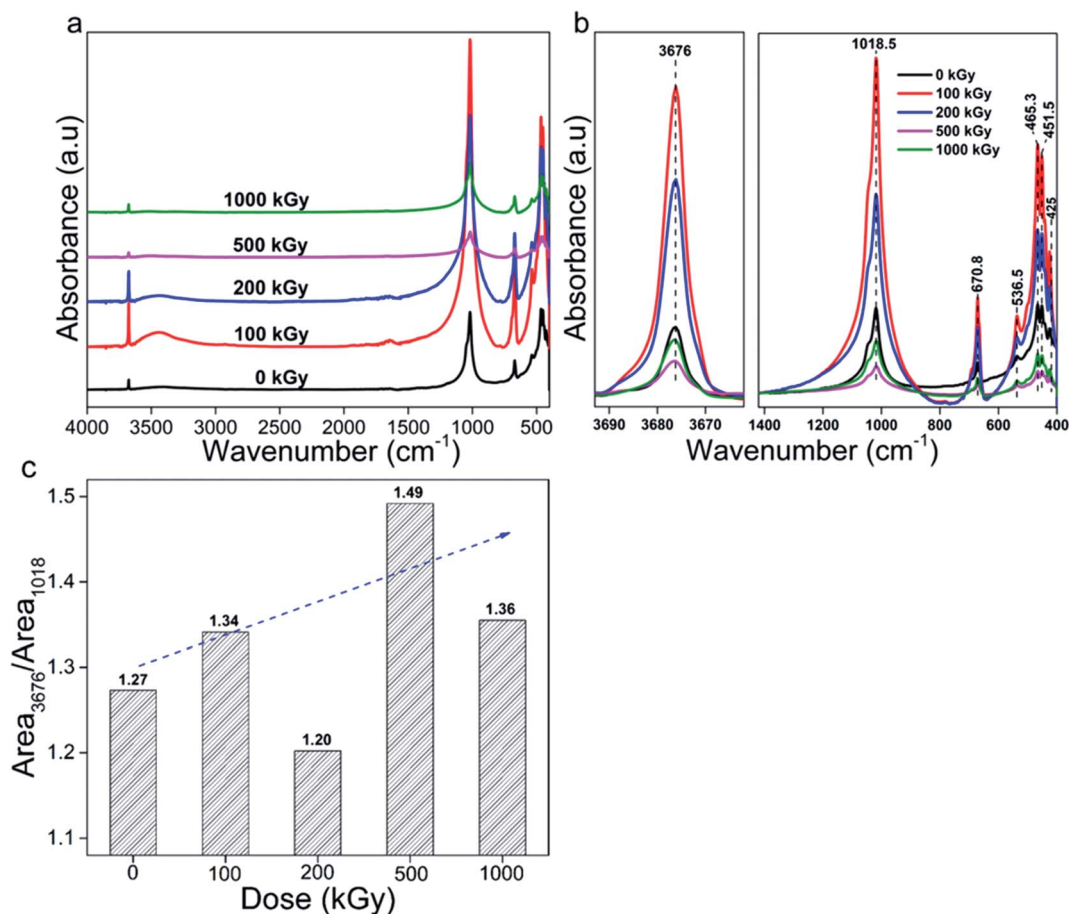 a
Absorbance (a.u)
1000 kGy
500 kGy
200 kGy
100 kGy
0 kGy
4000 3500 3000 2500 2000 1500 1000 500
Wavenumber (cm⁻¹)
b
Absorbance (a.u)
3676
1018.5
0 kGy
100 kGy
200 kGy
500 kGy
1000 kGy
670.8
536.5
-465.3
-451.5
-425
3690 3680 3670
1400 1200 1000 800 600 400
Wavenumber (cm⁻¹)
c
Area₃₆₇₆/Area₁₀₁₈
1.5
1.4
1.3
1.2
1.1
1.27
1.34
1.20
1.49
1.36
0 100 200 500 1000
Dose (kGy)